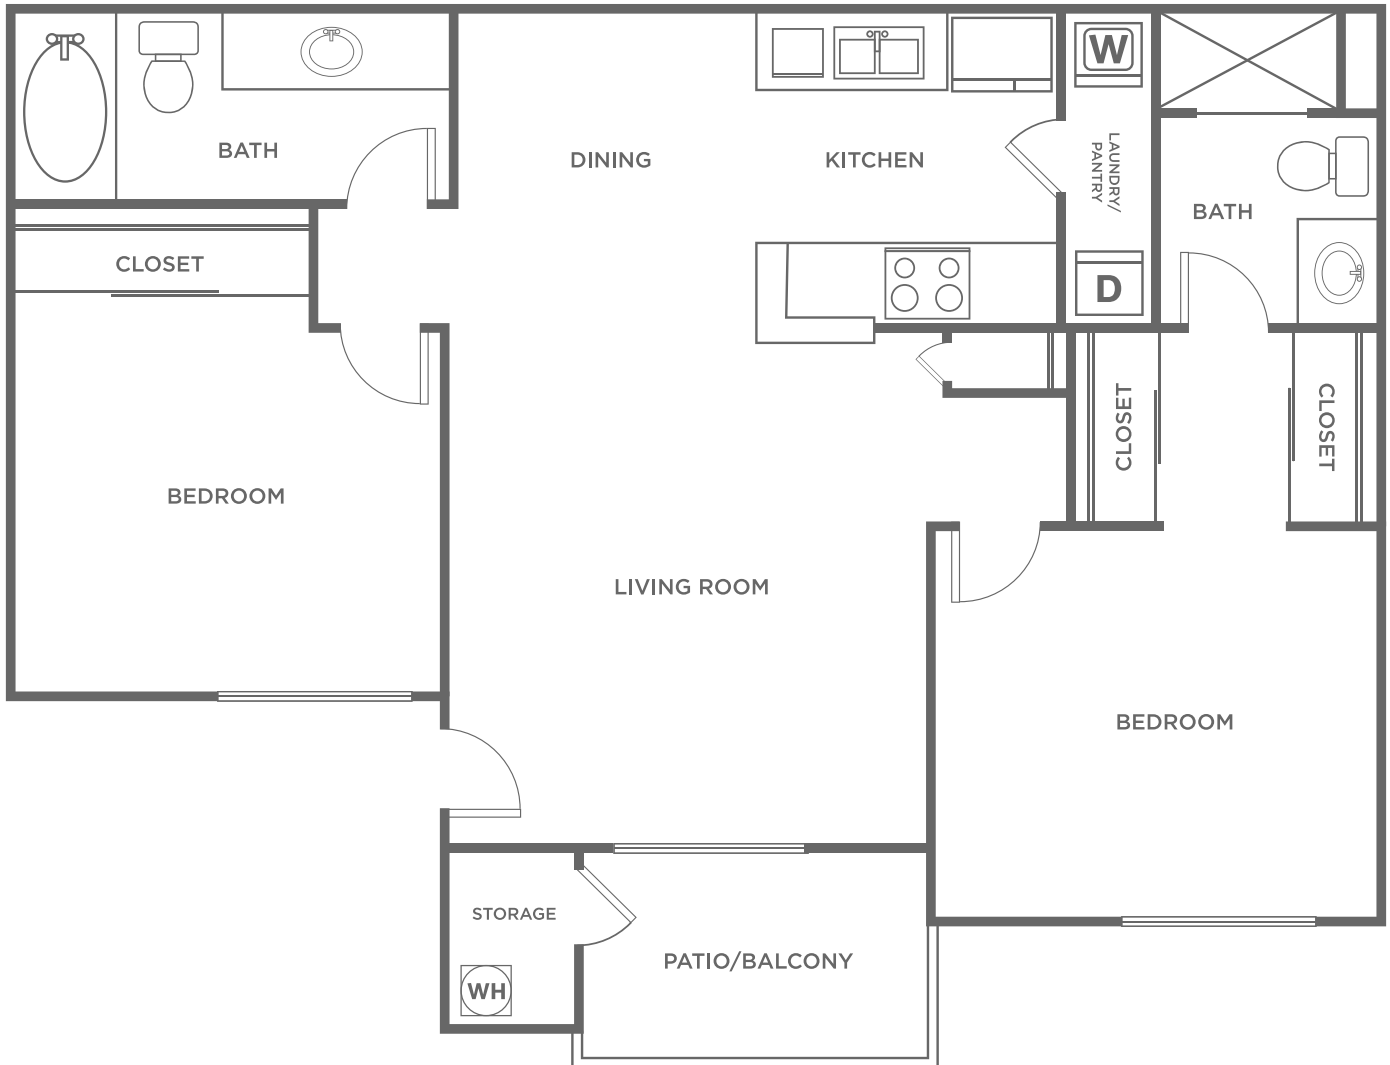 W
BATH
DINING
KITCHEN
LAUNDRY/
PANTRY
BATH
CLOSET
D
CLOSET
CLOSET
BEDROOM
LIVING ROOM
BEDROOM
STORAGE
PATIO/BALCONY
WH